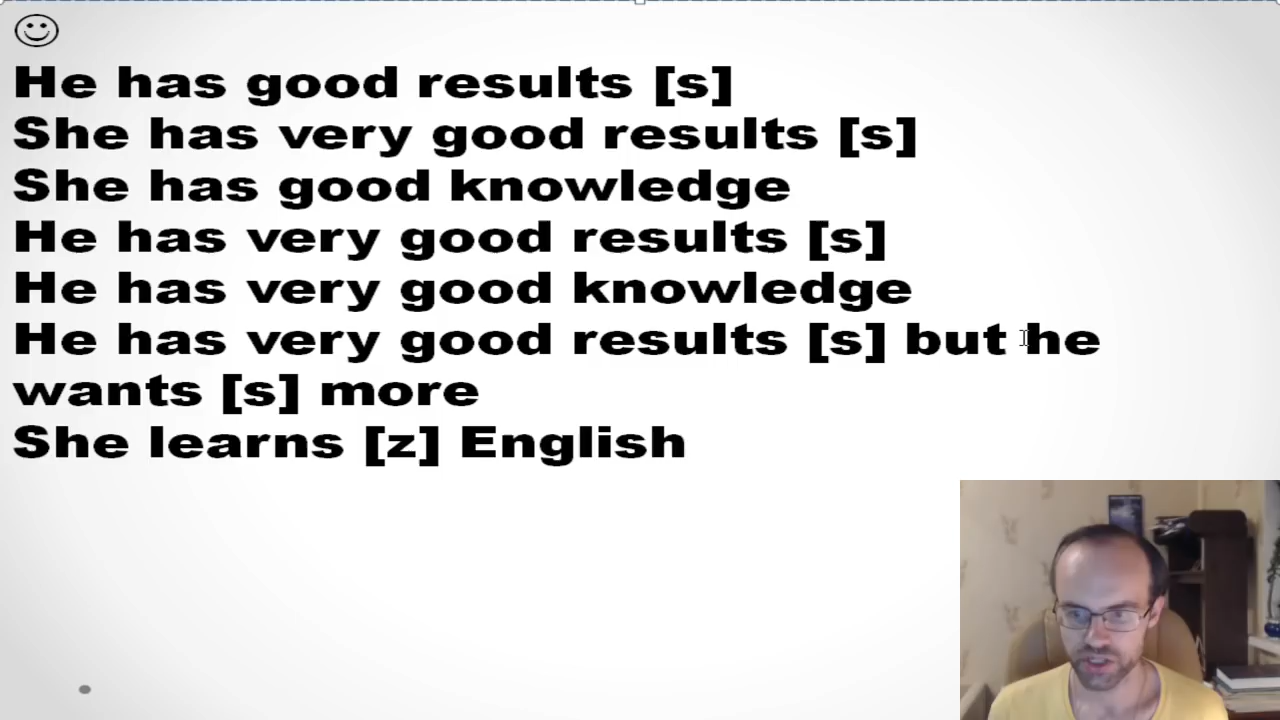 He has good results [s]
She has very good results [s]
She has good knowledge
He has very good results [s]
He has very good knowledge
He has very good results [s] but he
wants [s] more
She learns [z] English